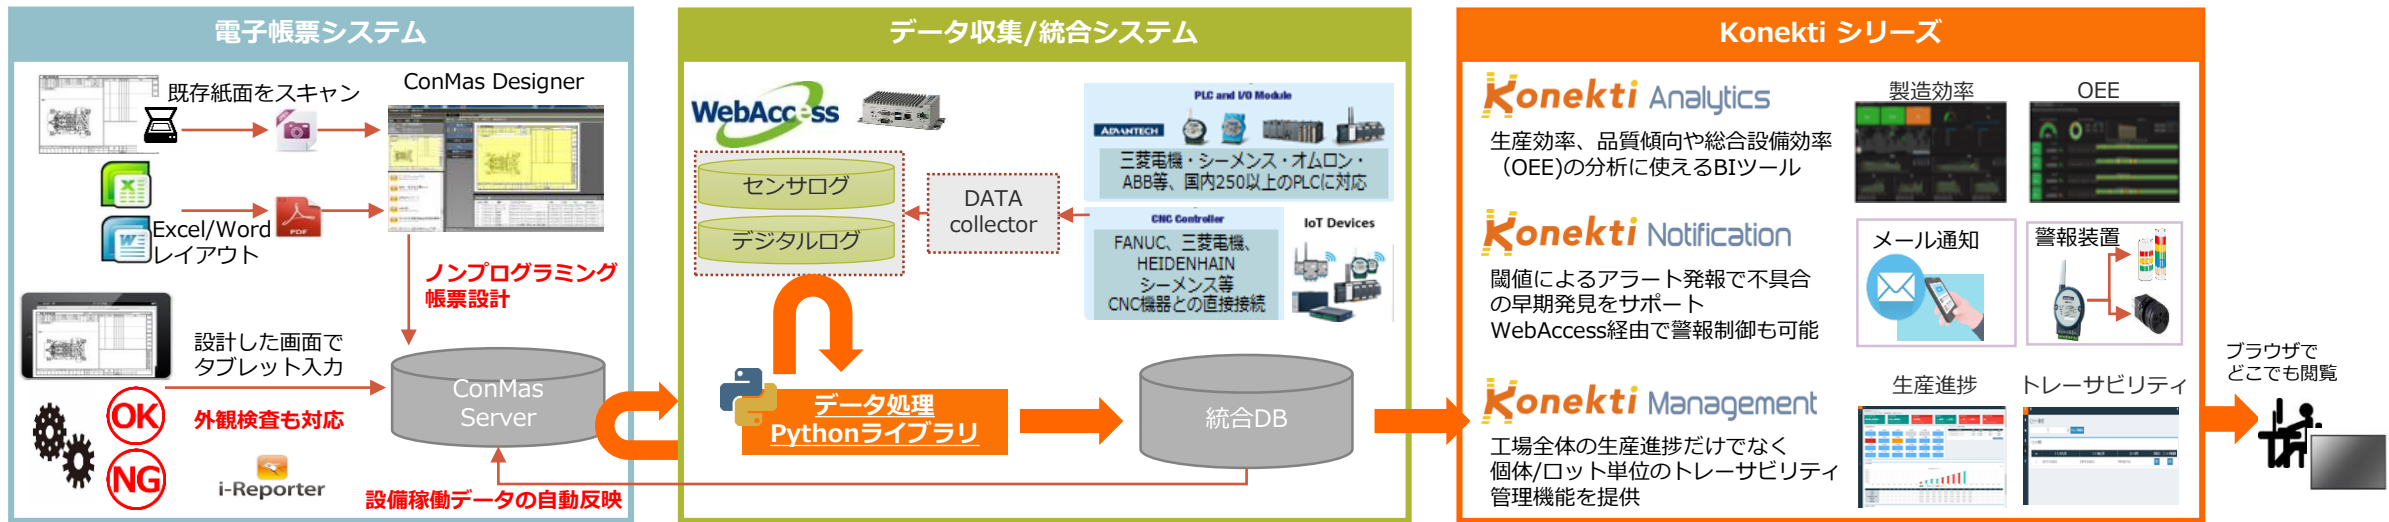 電子帳票システム
既存紙面をスキャン
ConMas Designer
PDF
Excel/Word
レイアウト
ノンプログラミング
帳票設計
設計した画面で
タブレット入力
外観検査も対応
OK
NG
i-Reporter
ConMas
Server
設備稼働データの自動反映
データ収集/統合システム
WebAccess
センサログ
デジタルログ
DATA
collector
PLC and I/O Module
ADVANTECH
三菱電機・シーメンス・オムロン・
ABB等、国内250以上のPLCに対応
CNC Controller
FANUC、三菱電機、
HEIDENHAIN
シーメンス等
CNC機器との直接接続
IoT Devices
データ処理
Pythonライブラリ
統合DB
Konekti シリーズ
Konekti Analytics
生産効率、品質傾向や総合設備効率
（OEE)の分析に使えるBIツール
製造効率
OEE
Konekti Notification
閾値によるアラート発報で不具合
の早期発見をサポート
WebAccess経由で警報制御も可能
メール通知
警報装置
Konekti Management
工場全体の生産進捗だけでなく
個体/ロット単位のトレーサビリティ
管理機能を提供
生産進捗
トレーサビリティ
ブラウザで
どこでも閲覧